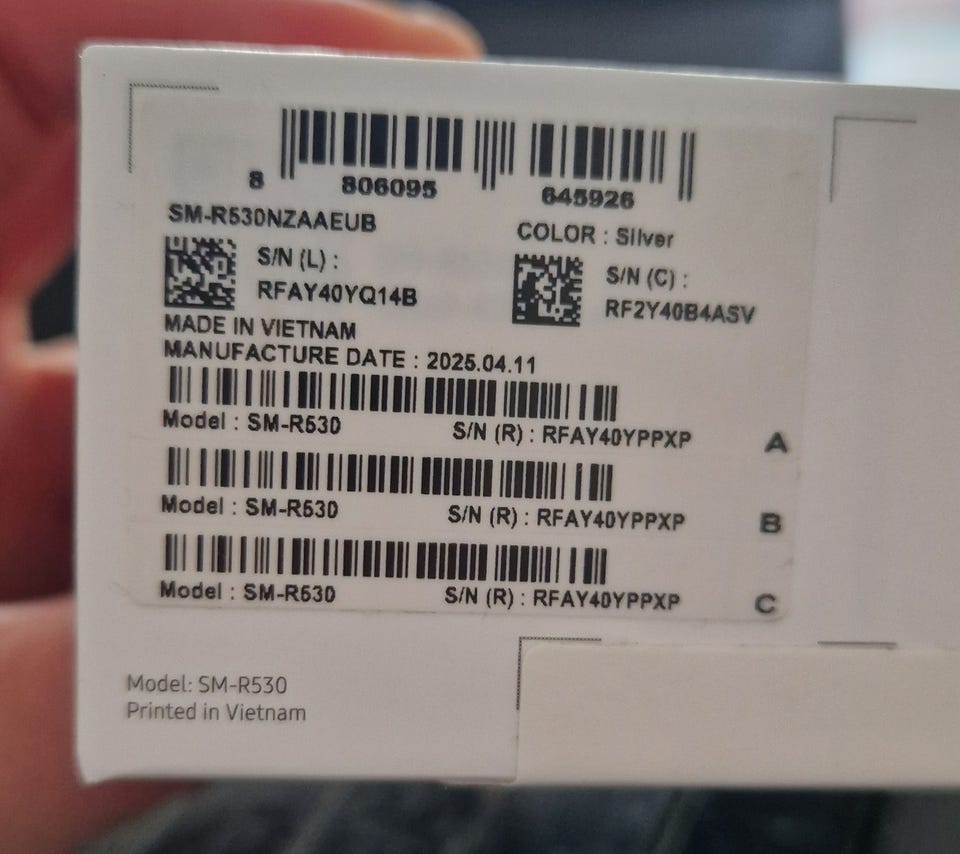 8 806095 645926
SM-R530NZAAEUB
COLOR : Silver
S/N (L) :
RFAY40YQ14B
S/N (C) :
RF2Y40B4ASV
MADE IN VIETNAM
MANUFACTURE DATE : 2025.04.11
Model : SM-R530 S/N (R) : RFAY40YPPXP A
Model : SM-R530 S/N (R) : RFAY40YPPXP B
Model : SM-R530 S/N (R) : RFAY40YPPXP C
Model: SM-R530
Printed in Vietnam